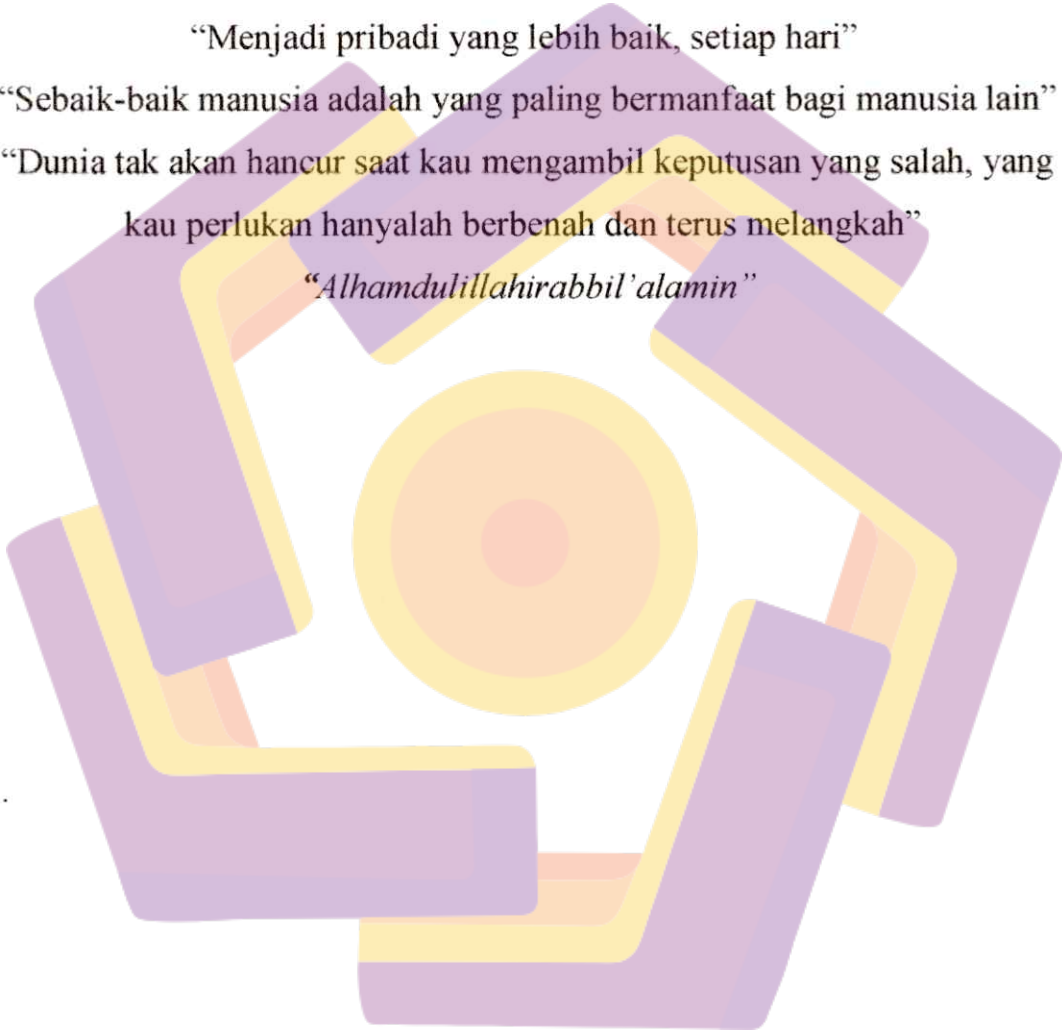 “Menjadi pribadi yang lebih baik, setiap hari”
“Sebaik-baik manusia adalah yang paling bermanfaat bagi manusia lain”
“Dunia tak akan hancur saat kau mengambil keputusan yang salah, yang
kau perlukan hanyalah berbenah dan terus melangkah”
“Alhamdulillahirabbil’alamin”